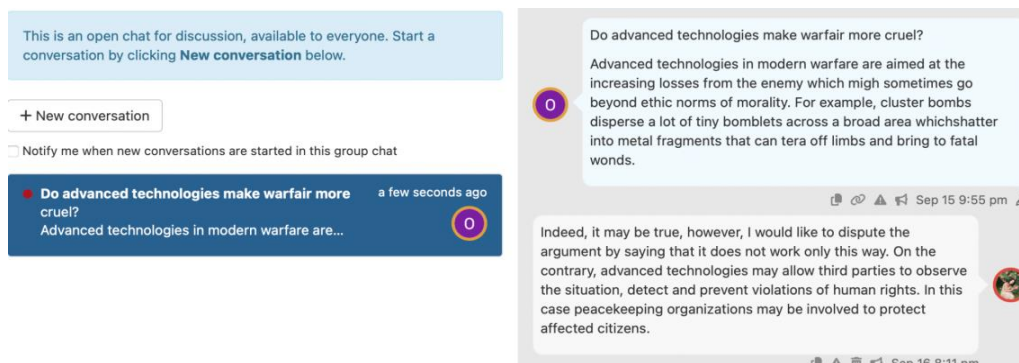 This is an open chat for discussion, available to everyone. Start a
conversation by clicking New conversation below.
+ New conversation
Notify me when new conversations are started in this group chat
Do advanced technologies make warfair more
cruel?
a few seconds ago
Advanced technologies in modern warfare are...
O
Do advanced technologies make warfair more cruel?
Advanced technologies in modern warfare are aimed at the
increasing losses from the enemy which migh sometimes go
beyond ethic norms of morality. For example, cluster bombs
disperse a lot of tiny bomblets across a broad area whichshatter
into metal fragments that can tera off limbs and bring to fatal
wonds.
O
Sep 15 9:55 pm
Indeed, it may be true, however, I would like to dispute the
argument by saying that it does not work only this way. On the
contrary, advanced technologies may allow third parties to observe
the situation, detect and prevent violations of human rights. In this
case peacekeeping organizations may be involved to protect
affected citizens.
Sep 16 8:11 pm